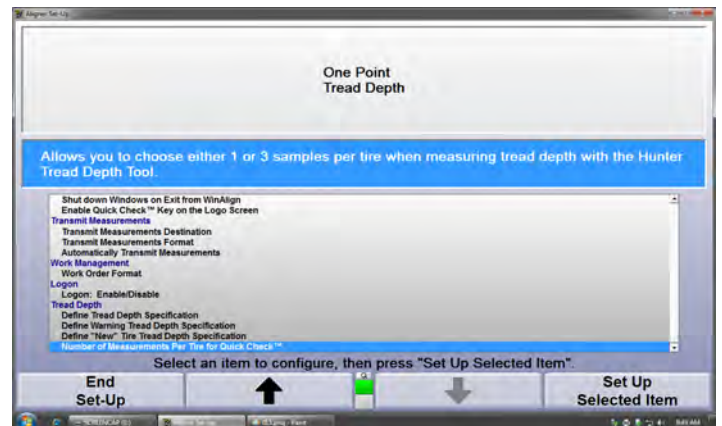 Aligner Set-Up
One Point
Tread Depth
Allows you to choose either 1 or 3 samples per tire when measuring tread depth with the Hunter
Tread Depth Tool.
Shut down Windows on Exit from WinAlign
Enable Quick Check™ Key on the Logo Screen
Transmit Measurements
Transmit Measurements Destination
Transmit Measurements Format
Automatically Transmit Measurements
Work Management
Work Order Format
Logon
Logon: Enable/Disable
Tread Depth
Define Tread Depth Specification
Define Warning Tread Depth Specification
Define "New" Tire Tread Depth Specification
Number of Measurements Per Tire for Quick Check™
Select an item to configure, then press "Set Up Selected Item".
End
Set-Up
Set Up
Selected Item